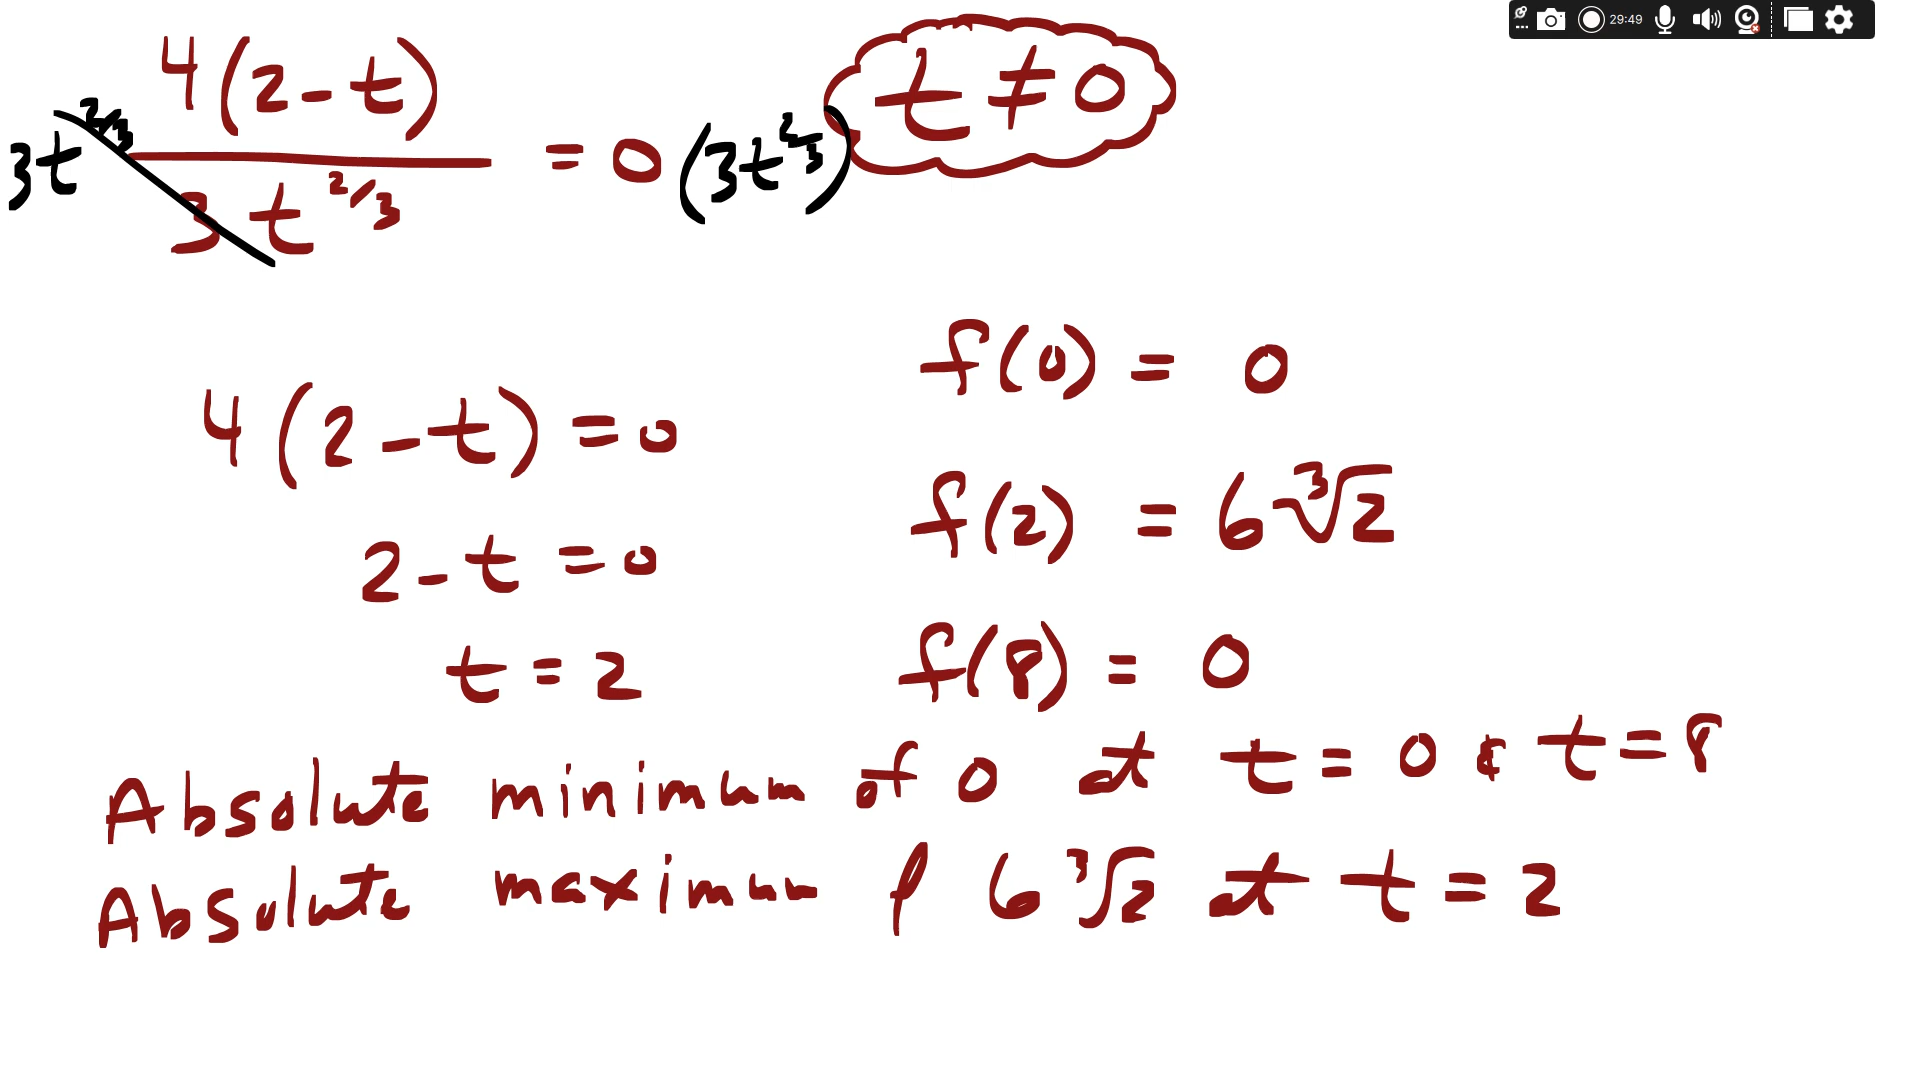 29:49
4(2-t)
t ≠ 0
3t^2/3 ――― = 0 (3t^2/3)
3t^2/3
f(0) = 0
4(2-t)=0
f(2) = 6∛2
2-t=0
f(8) = 0
t=2
Absolute minimum of 0 at t=0 & t=8
Absolute maximum of 6∛2 at t=2